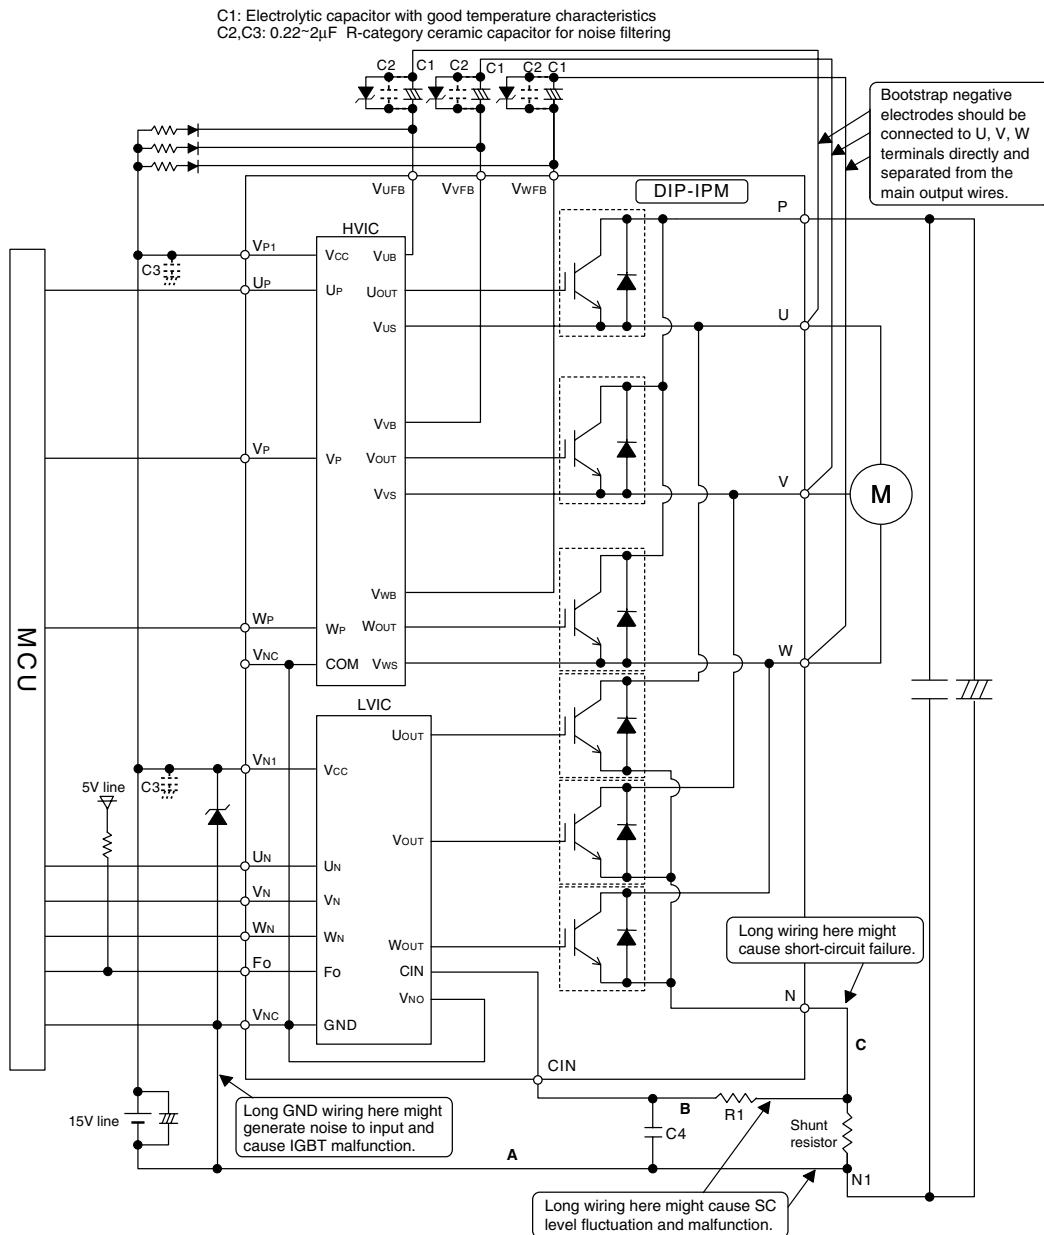 C1: Electrolytic capacitor with good temperature characteristics
C2,C3: 0.22~2μF R-category ceramic capacitor for noise filtering
C2 C1 C2 C1 C2 C1
Bootstrap negative
electrodes should be
connected to U, V, W
terminals directly and
separated from the
main output wires.
VUFB VVFB VWFB
DIP-IPM
P
HVIC
VP1
VCC VUB
C3
UP
UP UOUT
VUS
U
VVB
VP
VP VOUT
VVS
V
M
VWB
WP
WP WOUT
VNC
COM VWS
W
MCU
LVIC
UOUT
VN1
VCC
C3
5V line
VOUT
UN
UN
VN
VN
WN
WN WOUT
Long wiring here might
cause short-circuit failure.
FO
FO CIN
VNO
N
VNC
GND
C
CIN
15V line
Long GND wiring here might
generate noise to input and
cause IGBT malfunction.
B
R1
C4
Shunt
resistor
A
N1
Long wiring here might cause SC
level fluctuation and malfunction.